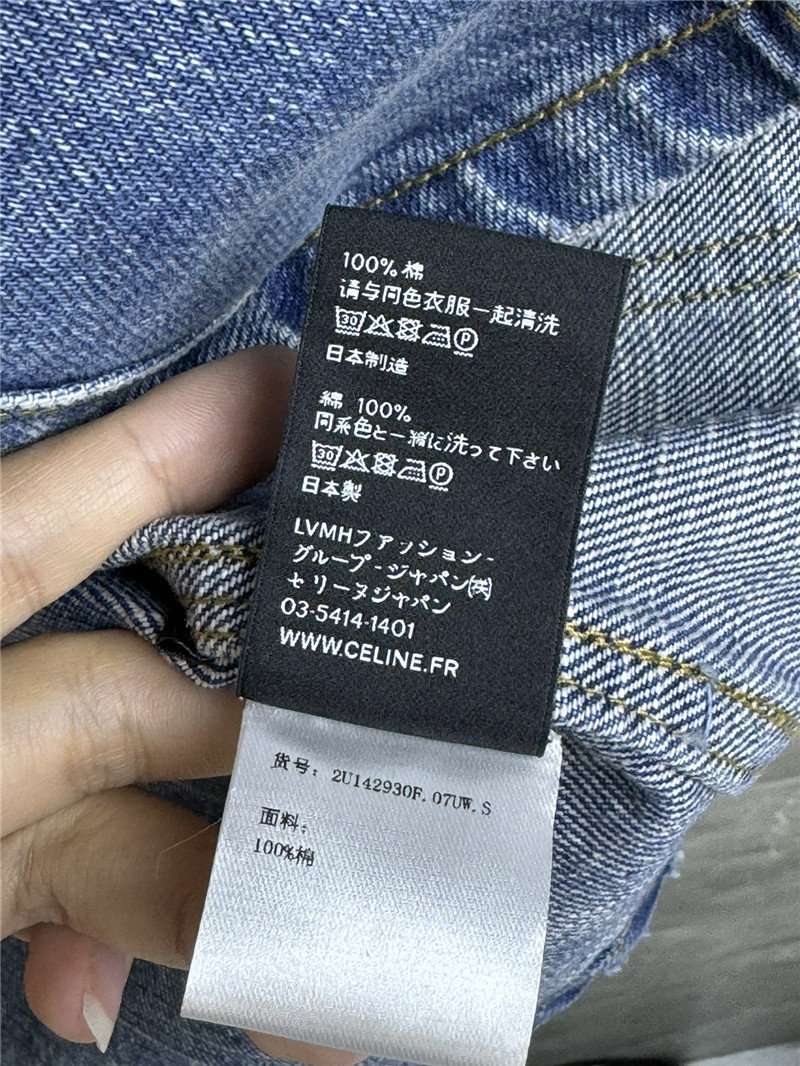 100% 棉
请与同色衣服一起清洗
30 P
日本制造
綿 100%
同系色と一緒に洗って下さい
30 P
日本製
LVMHファッション-
グループ-ジャパン㈱
セリーヌジャパン
03-5414-1401
WWW.CELINE.FR
货号: 2U142930F.07UW.S
面料:
100%棉